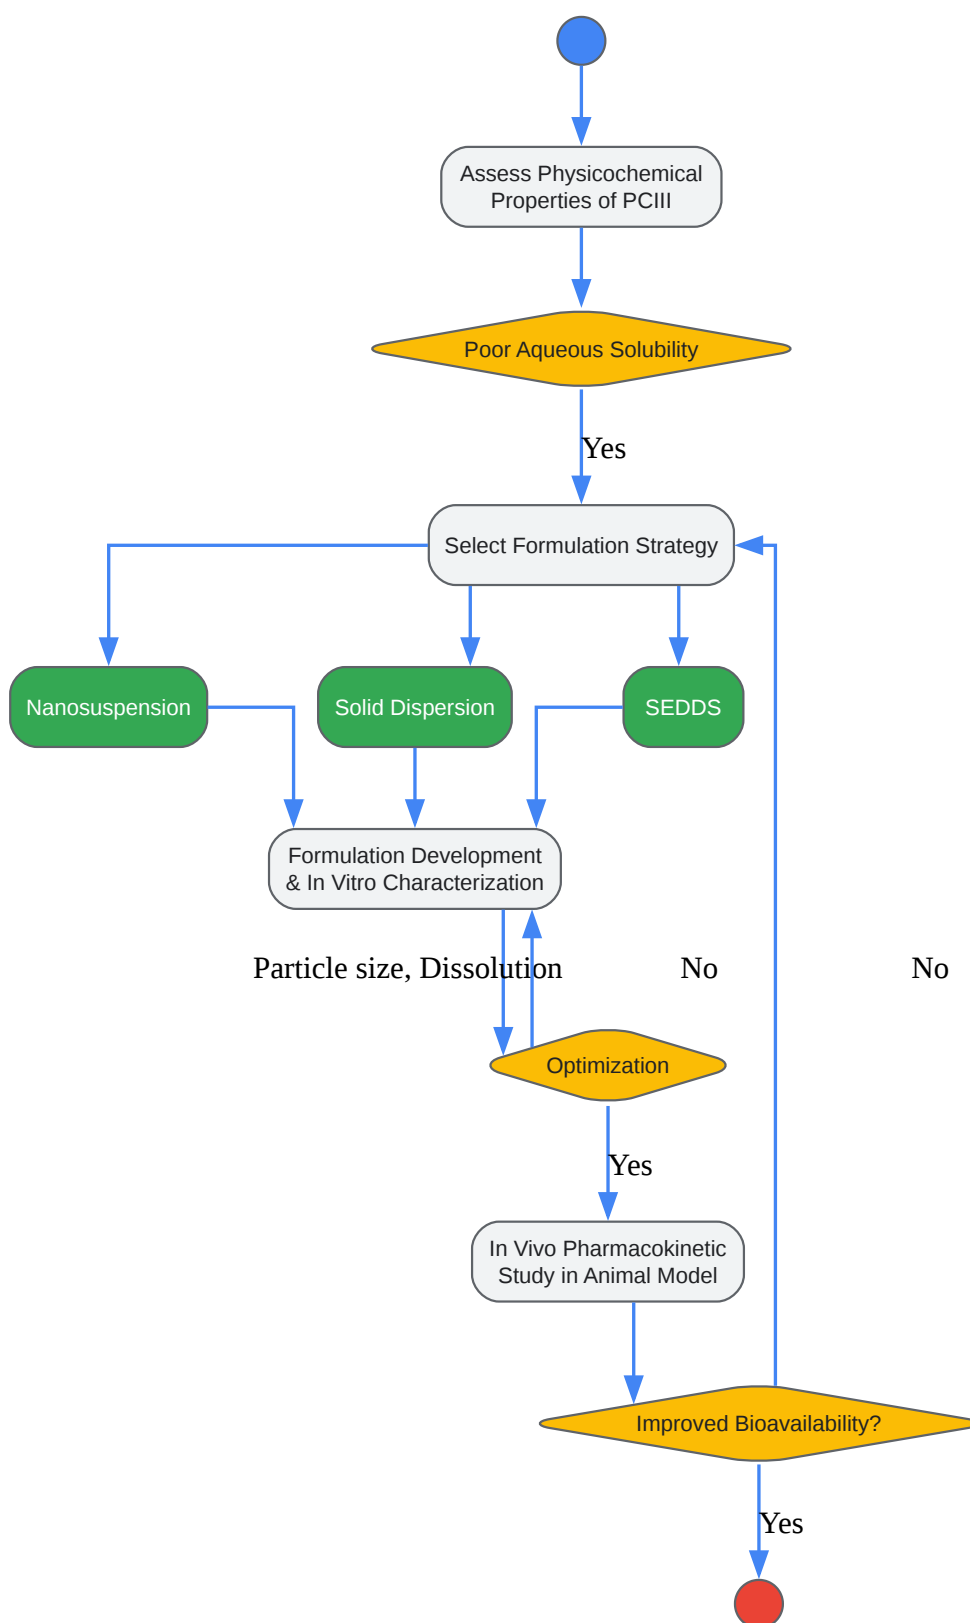 Assess Physicochemical
Properties of PCIII
Poor Aqueous Solubility
Yes
Select Formulation Strategy
Nanosuspension
Solid Dispersion
SEDDS
Formulation Development
& In Vitro Characterization
Particle size, Dissolution
No
No
Optimization
Yes
In Vivo Pharmacokinetic
Study in Animal Model
Improved Bioavailability?
Yes